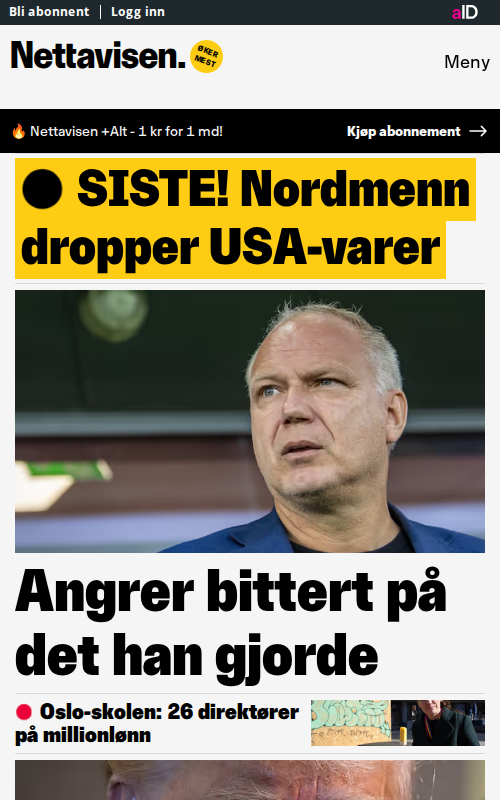 Bli abonnent | Logg inn
aID
Nettavisen.
ØKER
MEST
Meny
🔥 Nettavisen +Alt - 1 kr for 1 md!
Kjøp abonnement →
SISTE! Nordmenn
dropper USA-varer
Angrer bittert på
det han gjorde
Oslo-skolen: 26 direktører
på millionlønn